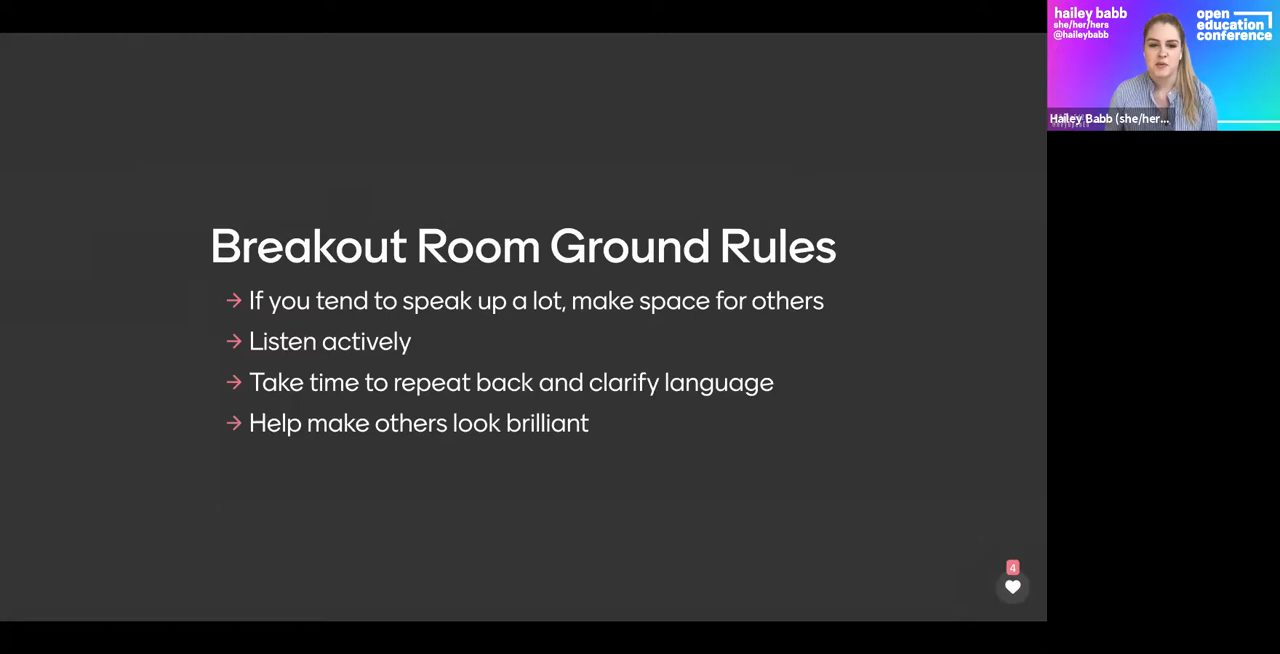 Breakout Room Ground Rules
→ If you tend to speak up a lot, make space for others
→ Listen actively
→ Take time to repeat back and clarify language
→ Help make others look brilliant
4
hailey babb
she/her/hers
@haileybabb
open
education
conference
Hailey Babb (she/her...